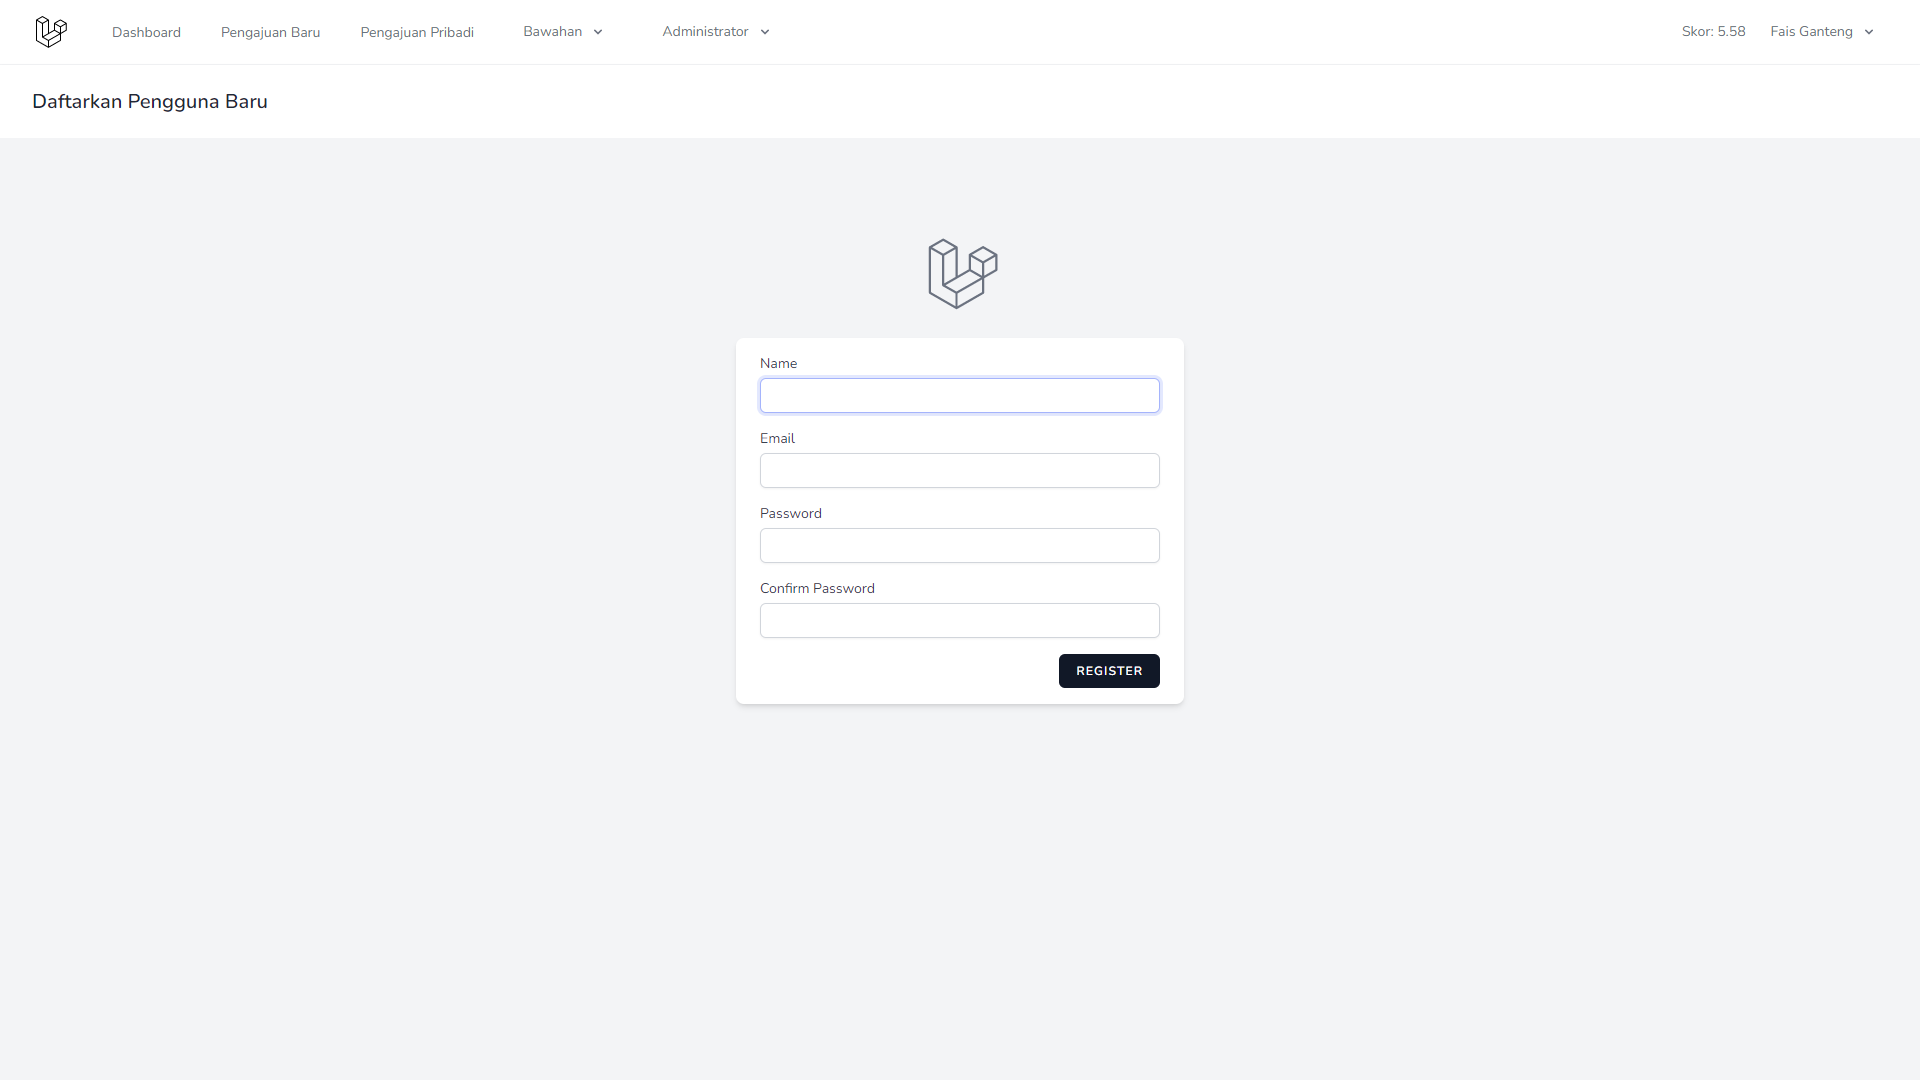 Dashboard Pengajuan Baru Pengajuan Pribadi Bawahan Administrator Skor: 5.58 Fais Ganteng
Daftarkan Pengguna Baru
Name
Email
Password
Confirm Password
REGISTER